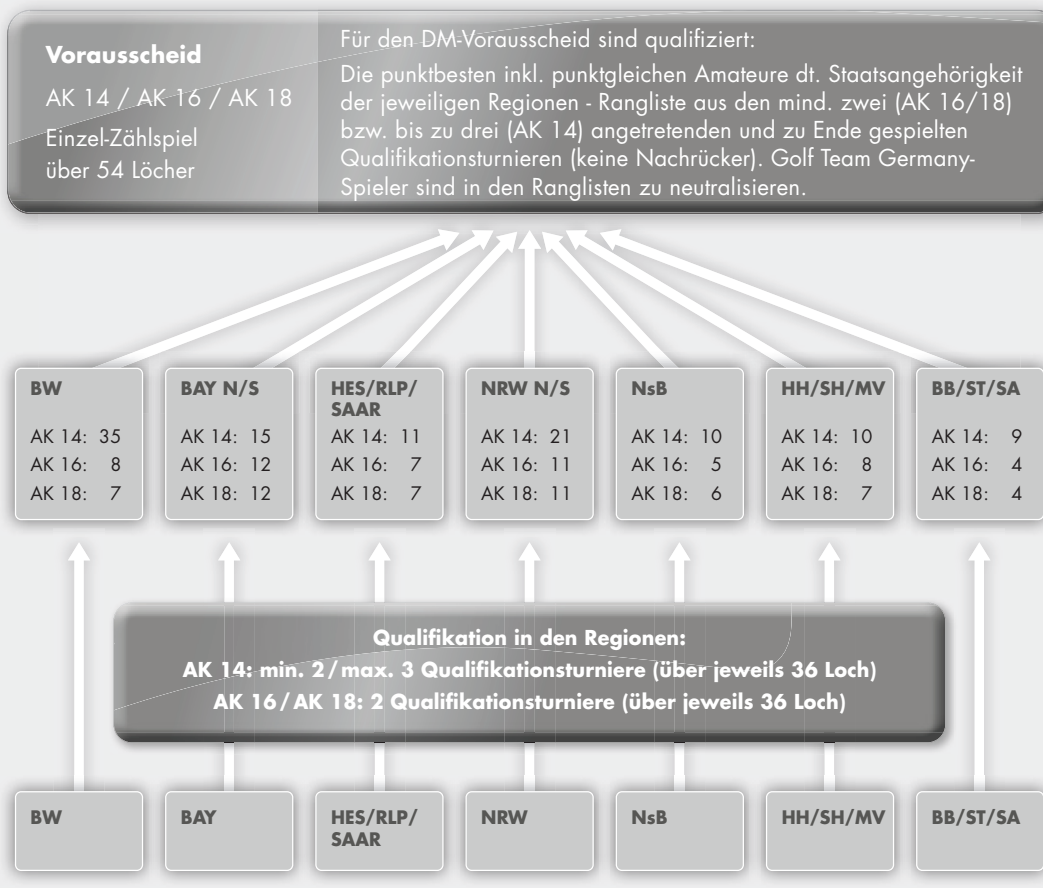 Vorausscheid
AK 14 / AK 16 / AK 18
Einzel-Zählspiel
über 54 Löcher
Für den DM-Vorausscheid sind qualifiziert:
Die punktbesten inkl. punktgleichen Amateure dt. Staatsangehörigkeit
der jeweiligen Regionen - Rangliste aus den mind. zwei (AK 16/18)
bzw. bis zu drei (AK 14) angetretenden und zu Ende gespielten
Qualifikationsturnieren (keine Nachrücker). Golf Team Germany-
Spieler sind in den Ranglisten zu neutralisieren.
BW
AK 14: 35
AK 16: 8
AK 18: 7
BAY N/S
AK 14: 15
AK 16: 12
AK 18: 12
HES/RLP/
SAAR
AK 14: 11
AK 16: 7
AK 18: 7
NRW N/S
AK 14: 21
AK 16: 11
AK 18: 11
NsB
AK 14: 10
AK 16: 5
AK 18: 6
HH/SH/MV
AK 14: 10
AK 16: 8
AK 18: 7
BB/ST/SA
AK 14: 9
AK 16: 4
AK 18: 4
Qualifikation in den Regionen:
AK 14: min. 2/max. 3 Qualifikationsturniere (über jeweils 36 Loch)
AK 16/AK 18: 2 Qualifikationsturniere (über jeweils 36 Loch)
BW
BAY
HES/RLP/
SAAR
NRW
NsB
HH/SH/MV
BB/ST/SA